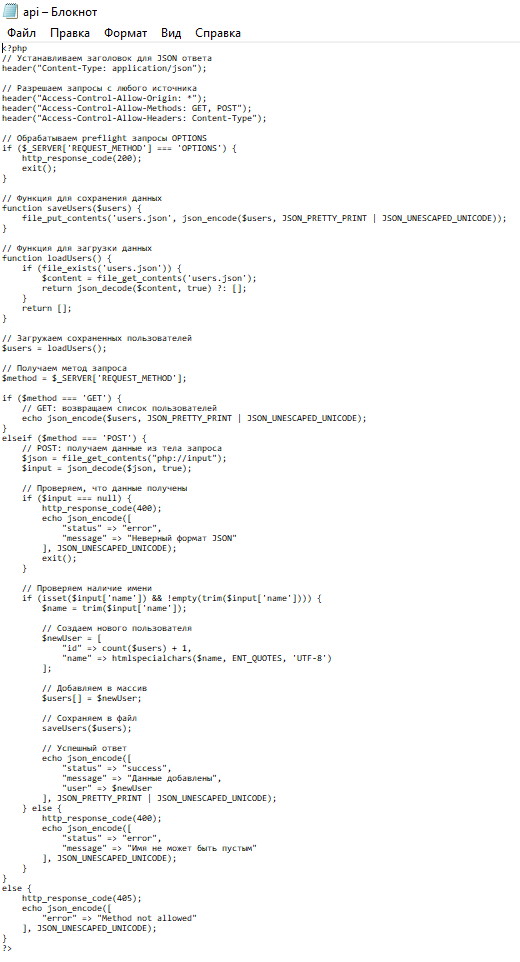 api – Блокнот
Файл Правка Формат Вид Справка
<?php
// Устанавливаем заголовок для JSON ответа
header("Content-Type: application/json");

// Разрешаем запросы с любого источника
header("Access-Control-Allow-Origin: *");
header("Access-Control-Allow-Methods: GET, POST");
header("Access-Control-Allow-Headers: Content-Type");

// Обрабатываем preflight запросы OPTIONS
if ($_SERVER['REQUEST_METHOD'] === 'OPTIONS') {
    http_response_code(200);
    exit();
}

// Функция для сохранения данных
function saveUsers($users) {
    file_put_contents('users.json', json_encode($users, JSON_PRETTY_PRINT | JSON_UNESCAPED_UNICODE));
}

// Функция для загрузки данных
function loadUsers() {
    if (file_exists('users.json')) {
        $content = file_get_contents('users.json');
        return json_decode($content, true) ?: [];
    }
    return [];
}

// Загружаем сохраненных пользователей
$users = loadUsers();

// Получаем метод запроса
$method = $_SERVER['REQUEST_METHOD'];

if ($method === 'GET') {
    // GET: возвращаем список пользователей
    echo json_encode($users, JSON_PRETTY_PRINT | JSON_UNESCAPED_UNICODE);
}
elseif ($method === 'POST') {
    // POST: получаем данные из тела запроса
    $json = file_get_contents("php://input");
    $input = json_decode($json, true);

    // Проверяем, что данные получены
    if ($input === null) {
        http_response_code(400);
        echo json_encode([
            "status" => "error",
            "message" => "Неверный формат JSON"
        ], JSON_UNESCAPED_UNICODE);
        exit();
    }

    // Проверяем наличие имени
    if (isset($input['name']) && !empty(trim($input['name']))) {
        $name = trim($input['name']);

        // Создаем нового пользователя
        $newUser = [
            "id" => count($users) + 1,
            "name" => htmlspecialchars($name, ENT_QUOTES, 'UTF-8')
        ];

        // Добавляем в массив
        $users[] = $newUser;

        // Сохраняем в файл
        saveUsers($users);

        // Успешный ответ
        echo json_encode([
            "status" => "success",
            "message" => "Данные добавлены",
            "user" => $newUser
        ], JSON_PRETTY_PRINT | JSON_UNESCAPED_UNICODE);
    } else {
        http_response_code(400);
        echo json_encode([
            "status" => "error",
            "message" => "Имя не может быть пустым"
        ], JSON_UNESCAPED_UNICODE);
    }
}
else {
    http_response_code(405);
    echo json_encode([
        "error" => "Method not allowed"
    ], JSON_UNESCAPED_UNICODE);
}
?>